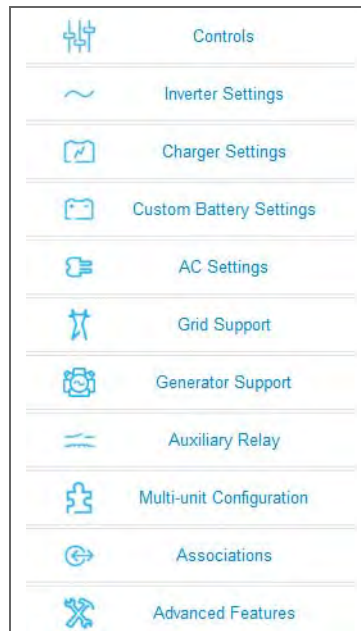 Controls
Inverter Settings
Charger Settings
Custom Battery Settings
AC Settings
Grid Support
Generator Support
Auxiliary Relay
Multi-unit Configuration
Associations
Advanced Features